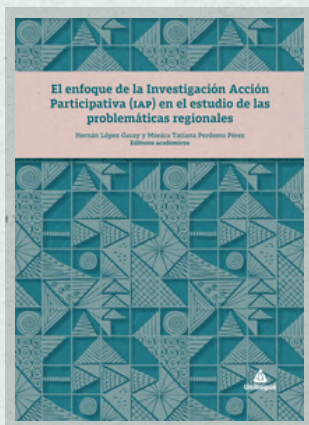 El enfoque de la Investigación Acción
Participativa (IAP) en el estudio de las
problemáticas regionales
Hernán López-Garay y Mónica Tatiana Perdomo Pérez
Editores académicos
Unibagué